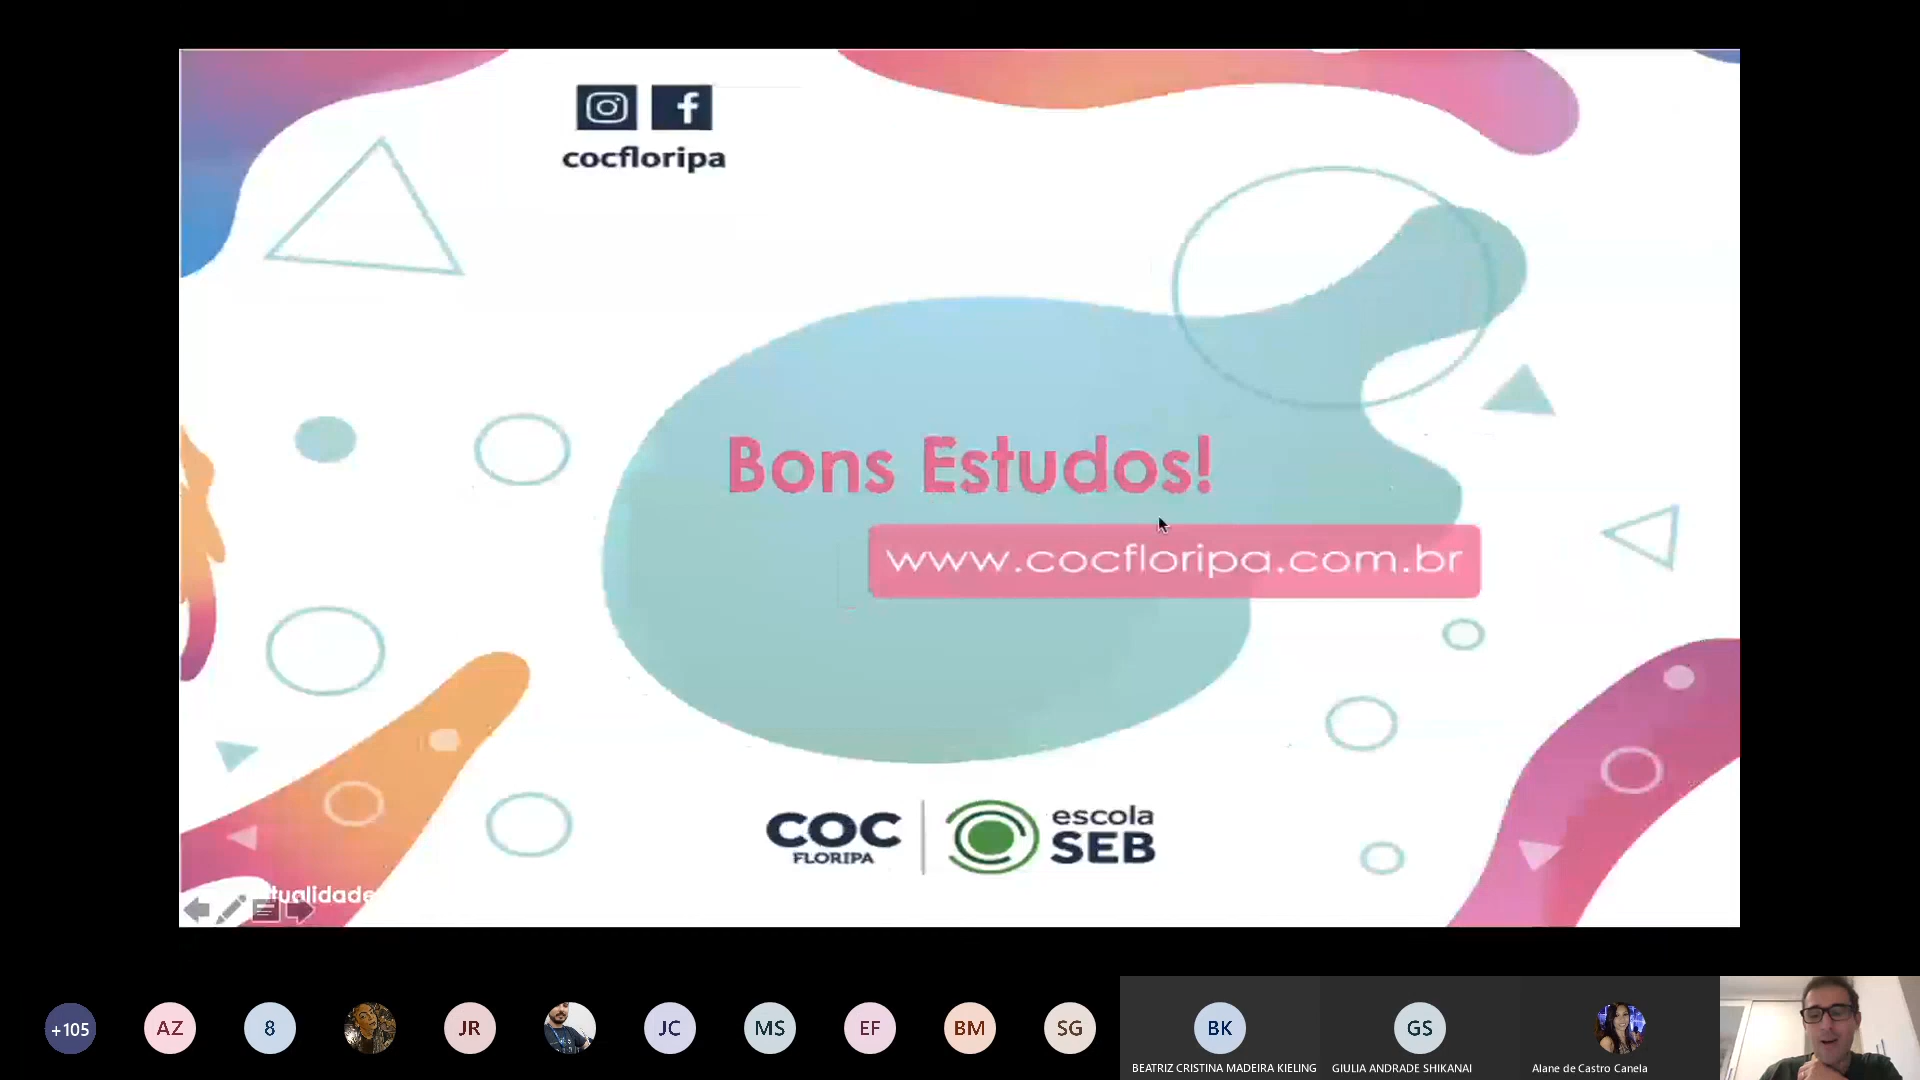 cocfloripa
Bons Estudos!
www.cocfloripa.com.br
COC
FLORIPA
escola
SEB
+105
AZ
8
JR
JC
MS
EF
BM
SG
BK
GS
BEATRIZ CRISTINA MADEIRA KIELING
GIULIA ANDRADE SHIKANAI
Alane de Castro Canela